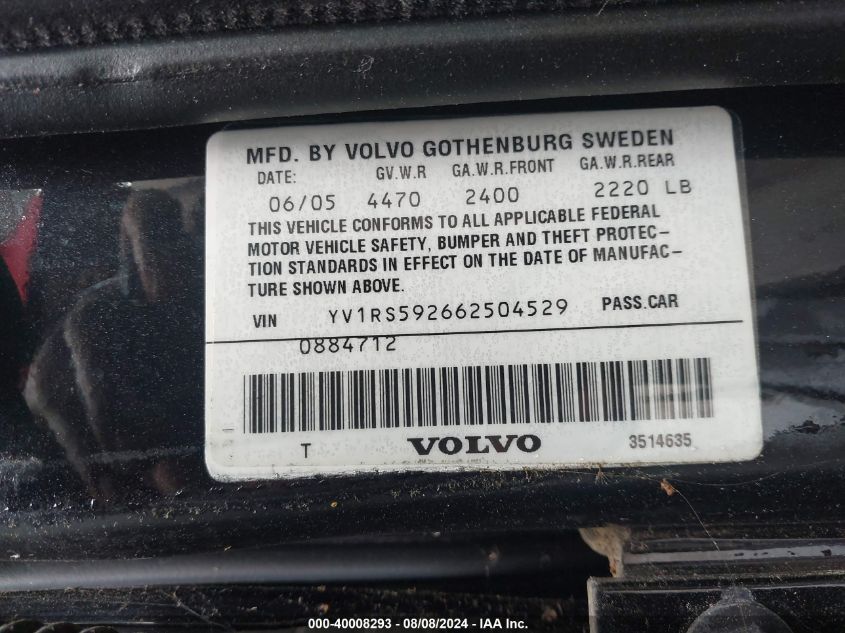 MFD. BY VOLVO GOTHENBURG SWEDEN
DATE: GV.W.R GA.W.R.FRONT GA.W.R.REAR
06/05 4470 2400 2220 LB
THIS VEHICLE CONFORMS TO ALL APPLICABLE FEDERAL
MOTOR VEHICLE SAFETY, BUMPER AND THEFT PROTEC-
TION STANDARDS IN EFFECT ON THE DATE OF MANUFAC-
TURE SHOWN ABOVE.
VIN YV1RS592662504529 PASS.CAR
0884712
T VOLVO 3514635
000-40008293 - 08/08/2024 - IAA Inc.